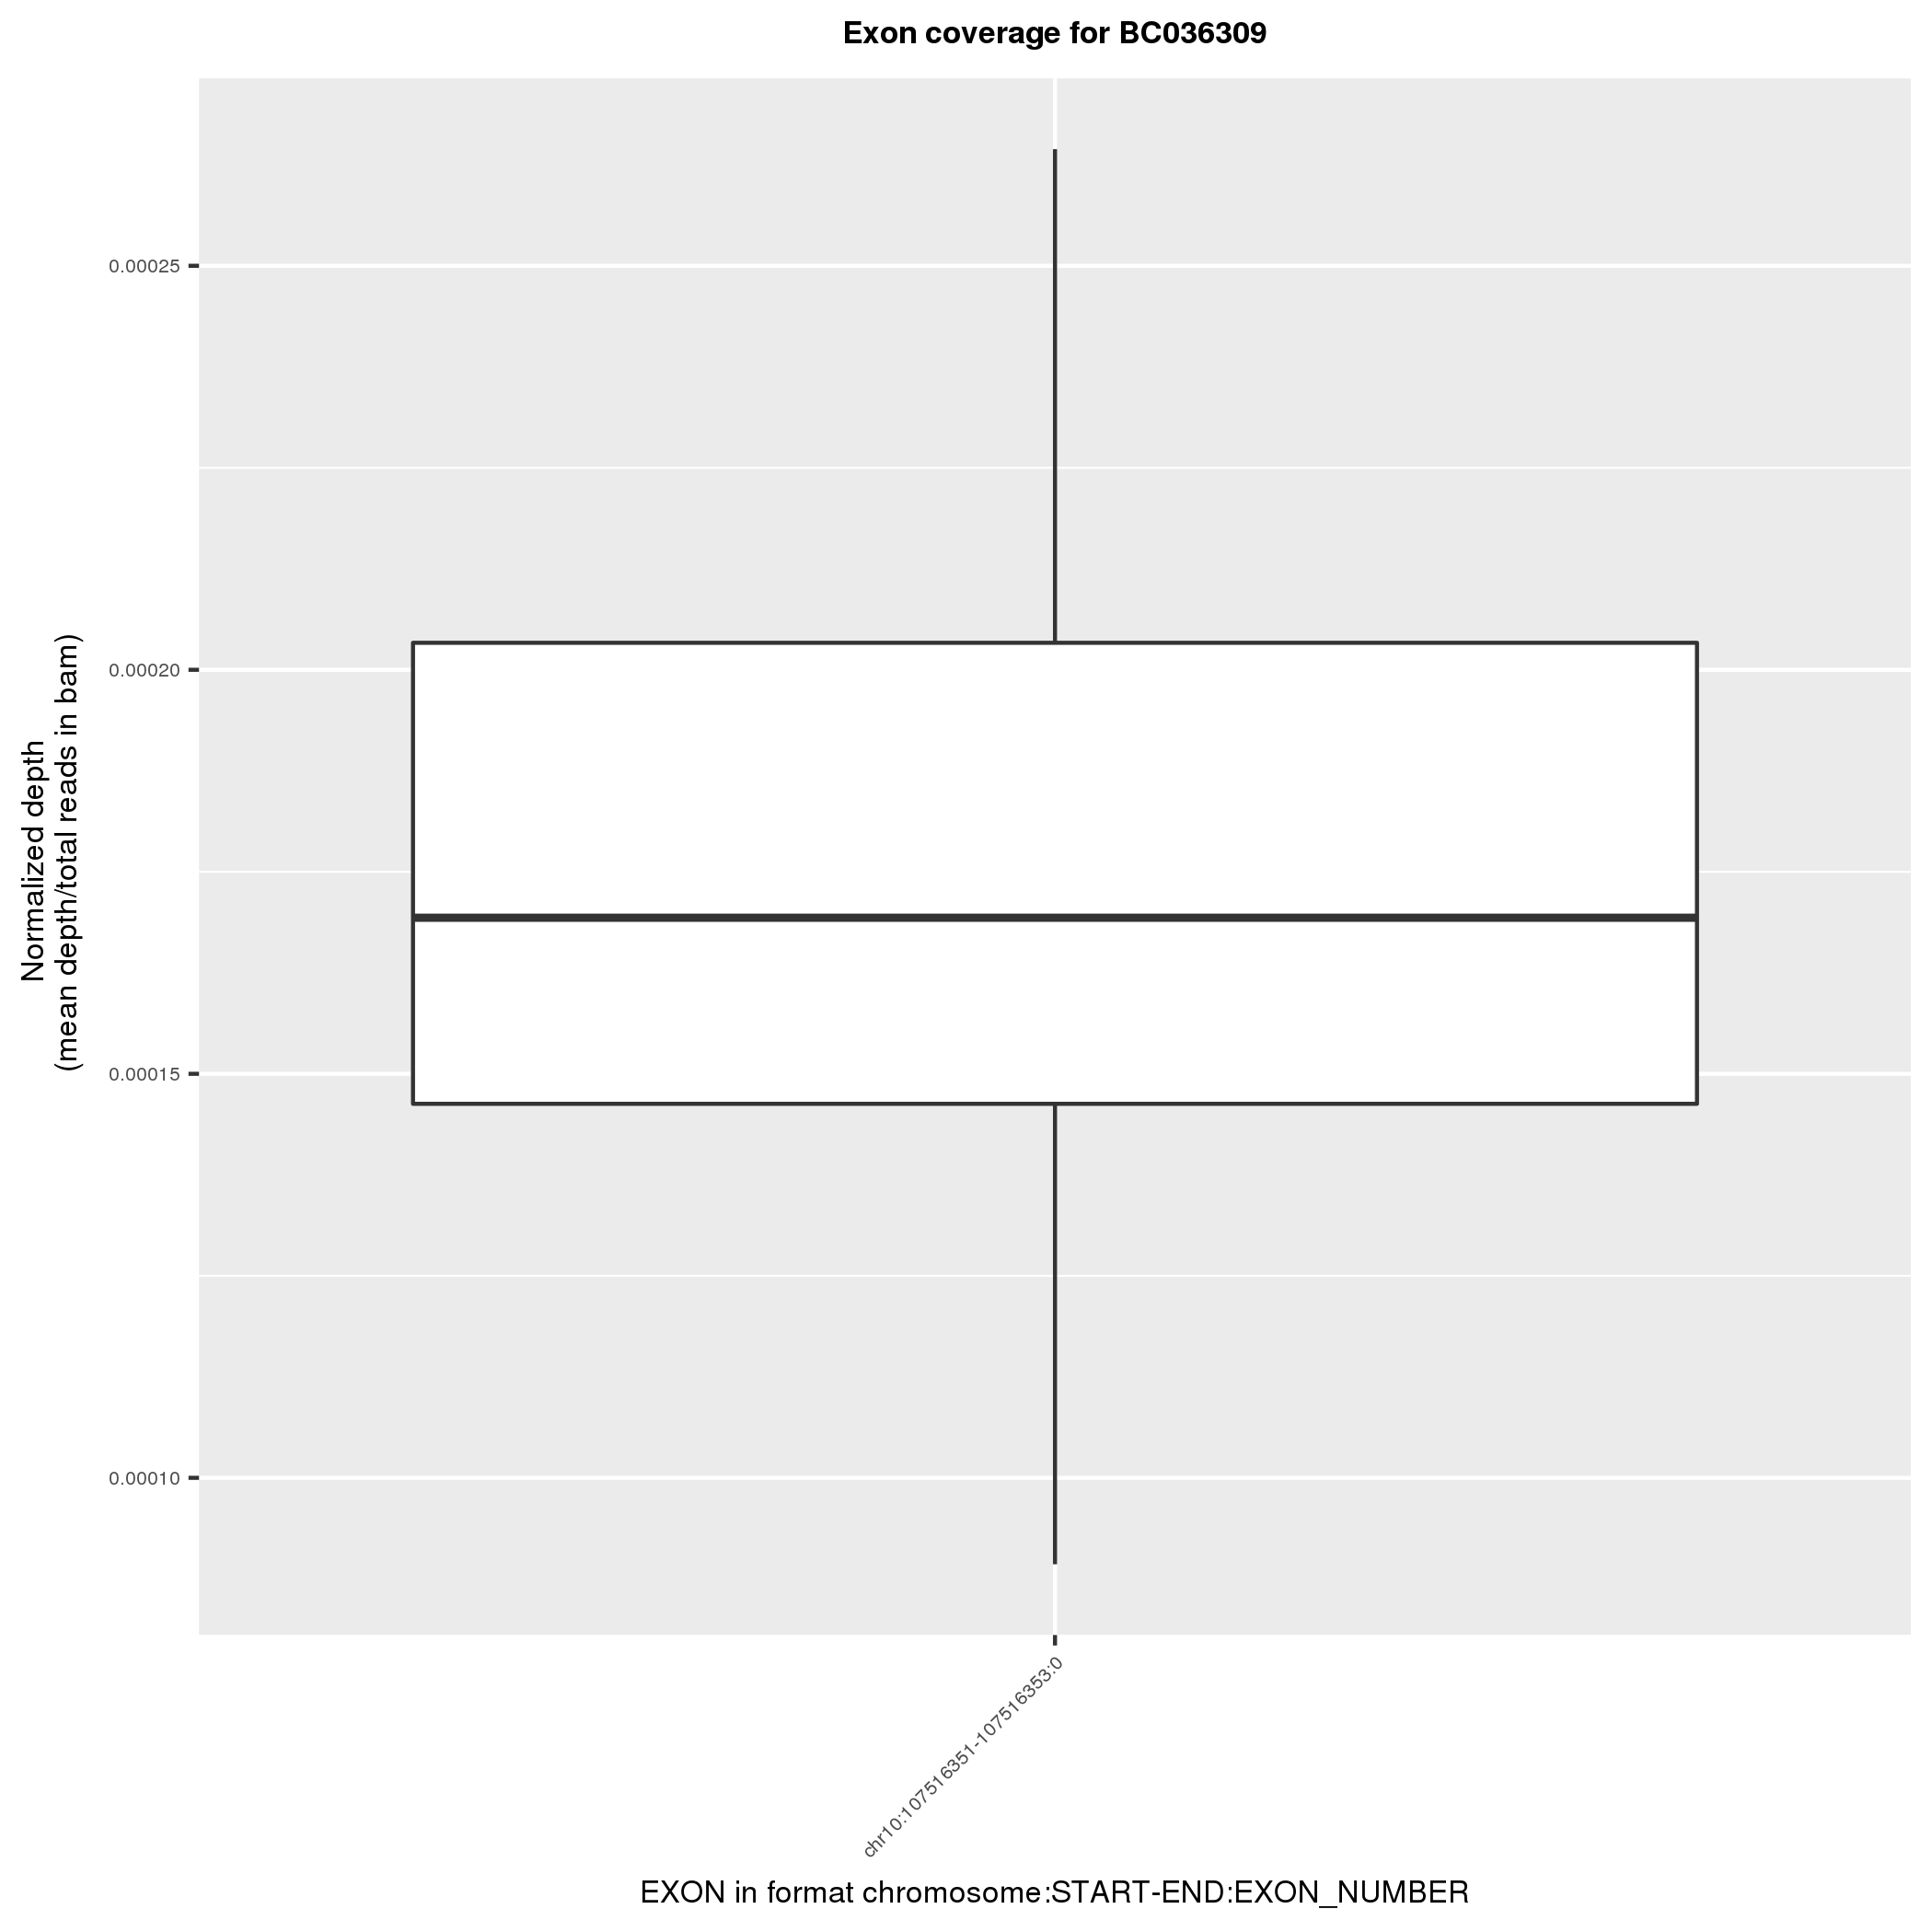 Exon coverage for BC036309
Normalized depth
(mean depth/total reads in bam)
0.00025
0.00020
0.00015
0.00010
chr10:107516351-107516353:0
EXON in format chromosome:START-END:EXON_NUMBER